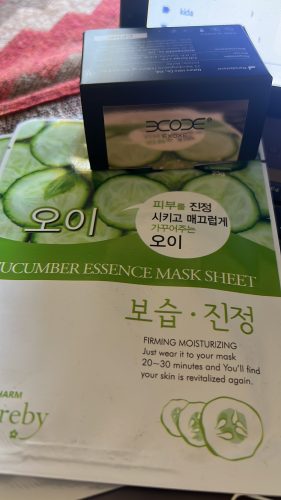 kida
3CODE
오이
피부를 진정
시키고 매끄럽게
가꾸어주는
오이
CUCUMBER ESSENCE MASK SHEET
보습·진정
FIRMING MOISTURIZING
Just wear it to your mask
20~30 minutes and You'll find
your skin is revitalized again.
HARM
reby